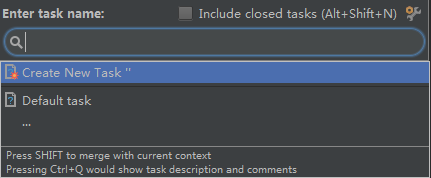 Enter task name: Include closed tasks (Alt+Shift+N)
Create New Task ''
Default task
...
Press SHIFT to merge with current context
Pressing Ctrl+Q would show task description and comments